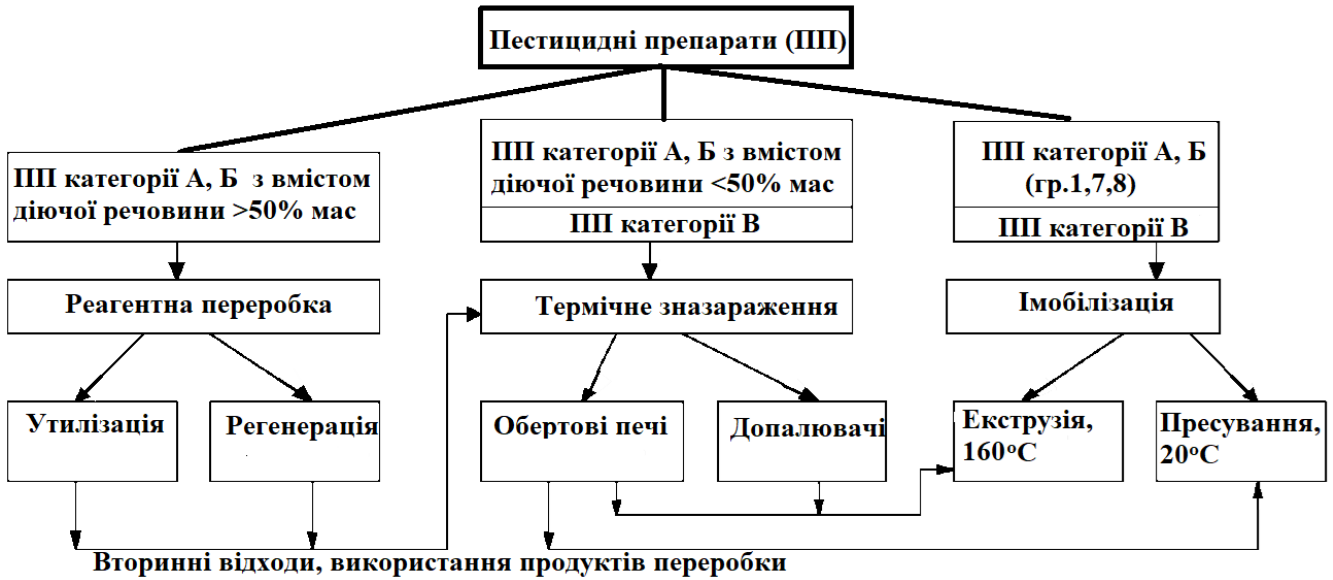 Пестицидні препарати (ПП)
ПП категорії А, Б з вмістом
діючої речовини >50% мас
ПП категорії А, Б з вмістом
діючої речовини <50% мас
ПП категорії В
ПП категорії А, Б
(гр.1,7,8)
ПП категорії В
Реагентна переробка
Термічне зназараження
Імобілізація
Утилізація
Регенерація
Обертові печі
Допалювачі
Екструзія,
160°С
Пресування,
20°С
Вторинні відходи, використання продуктів переробки